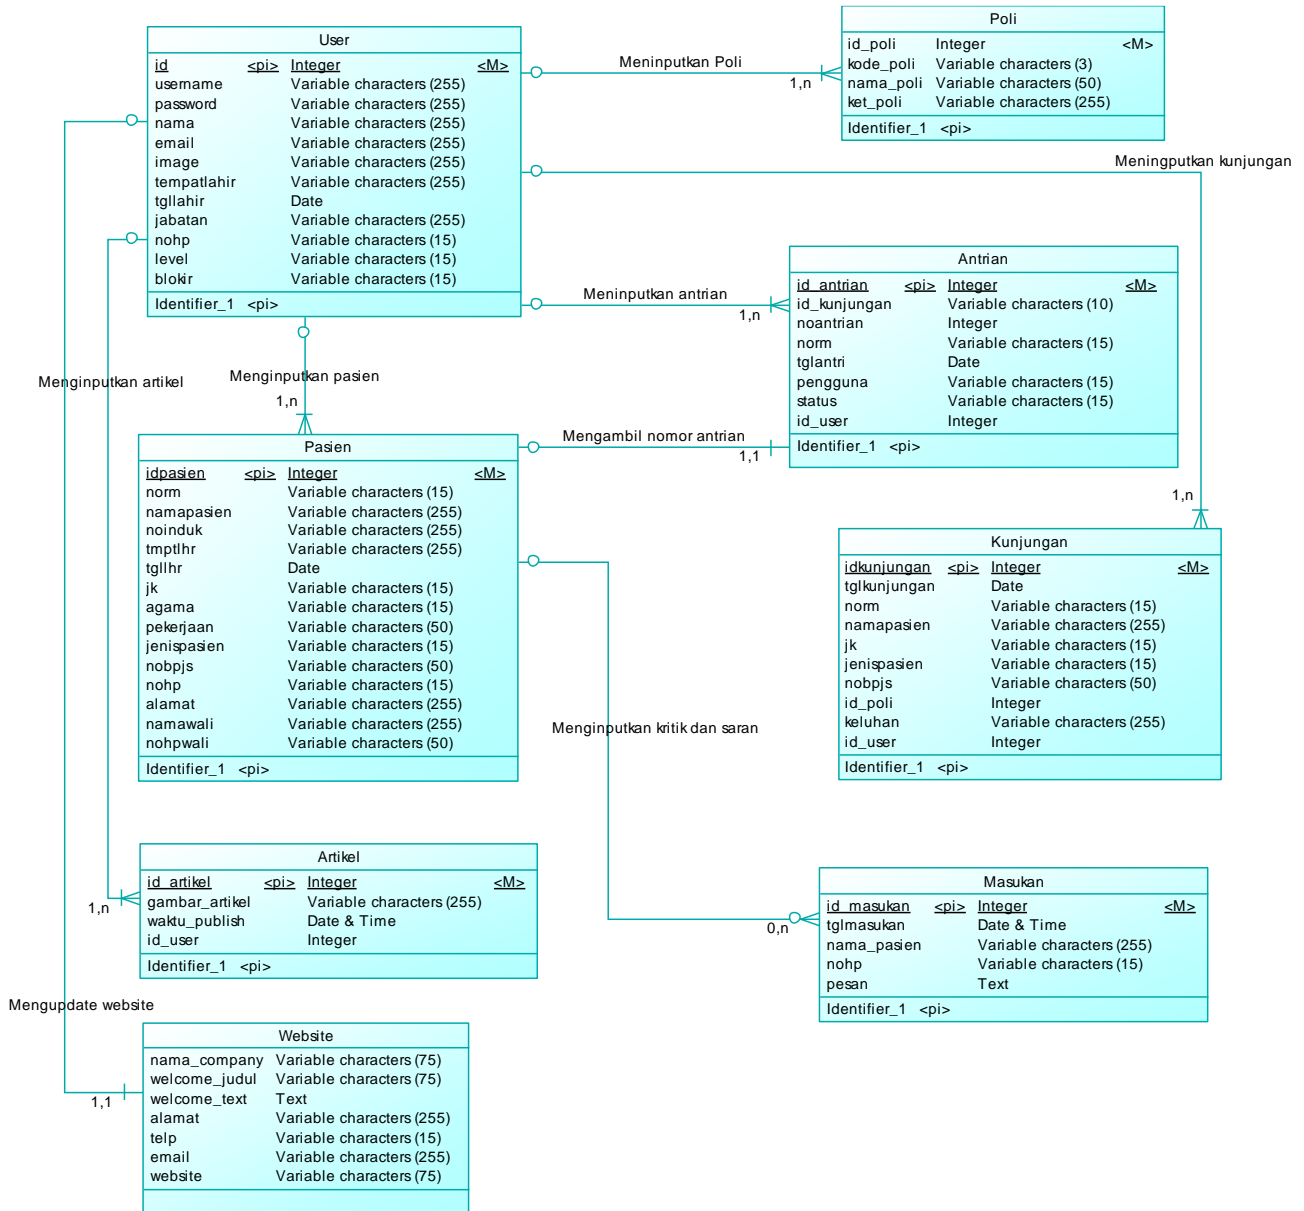 User
id <pi> Integer <M>
username Variable characters (255)
password Variable characters (255)
nama Variable characters (255)
email Variable characters (255)
image Variable characters (255)
tempatlahir Variable characters (255)
tgllahir Date
jabatan Variable characters (255)
nohp Variable characters (15)
level Variable characters (15)
blokir Variable characters (15)
Identifier_1 <pi>
Meninputkan Poli
1,n
Poli
id_poli Integer <M>
kode_poli Variable characters (3)
nama_poli Variable characters (50)
ket_poli Variable characters (255)
Identifier_1 <pi>
Meningputkan kunjungan
1,n
Meninputkan antrian
1,n
Antrian
id_antrian <pi> Integer <M>
id_kunjungan Variable characters (10)
noantrian Integer
norm Variable characters (15)
tglantri Date
pengguna Variable characters (15)
status Variable characters (15)
id_user Integer
Identifier_1 <pi>
Menginputkan artikel
1,n
Menginputkan pasien
1,n
Mengambil nomor antrian
1,1
Pasien
idpasien <pi> Integer <M>
norm Variable characters (15)
namapasien Variable characters (255)
noinduk Variable characters (255)
tmptlhr Variable characters (255)
tgllhr Date
jk Variable characters (15)
agama Variable characters (15)
pekerjaan Variable characters (50)
jenispasien Variable characters (15)
nobpjs Variable characters (50)
nohp Variable characters (15)
alamat Variable characters (255)
namawali Variable characters (255)
nohpwali Variable characters (50)
Identifier_1 <pi>
Kunjungan
idkunjungan <pi> Integer <M>
tglkunjungan Date
norm Variable characters (15)
namapasien Variable characters (255)
jk Variable characters (15)
jenispasien Variable characters (15)
nobpjs Variable characters (50)
id_poli Integer
keluhan Variable characters (255)
id_user Integer
Identifier_1 <pi>
Menginputkan kritik dan saran
0,n
Artikel
id_artikel <pi> Integer <M>
gambar_artikel Variable characters (255)
waktu_publish Date & Time
id_user Integer
Identifier_1 <pi>
Masukan
id_masukan <pi> Integer <M>
tglmasukan Date & Time
nama_pasien Variable characters (255)
nohp Variable characters (15)
pesan Text
Identifier_1 <pi>
Mengupdate website
1,1
Website
nama_company Variable characters (75)
welcome_judul Variable characters (75)
welcome_text Text
alamat Variable characters (255)
telp Variable characters (15)
email Variable characters (255)
website Variable characters (75)